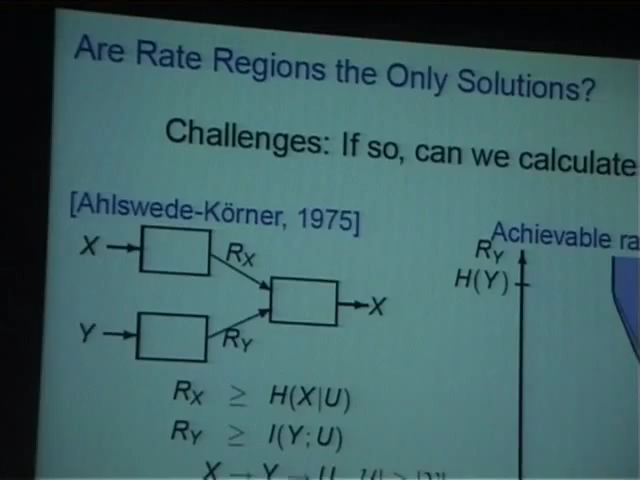 Are Rate Regions the Only Solutions?
Challenges: If so, can we calculate
[Ahlswede-Körner, 1975]
Achievable ra
X
R_X
R_Y
H(Y)
X
Y
R_Y
R_X ≥ H(X|U)
R_Y ≥ I(Y;U)
X → Y → U